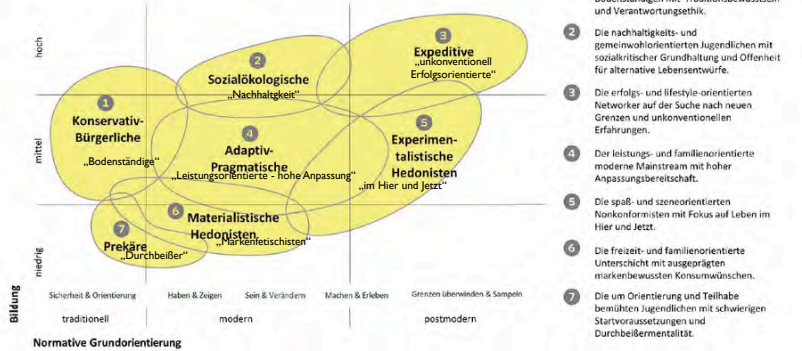 hoch
mittel
niedrig
Bildung
1
Konservativ-
Bürgerliche
„Bodenständige“
2
Sozialökologische
„Nachhaltgkeit“
3
Expeditive
„unkonventionell
Erfolgsorientierte“
4
Adaptiv-
Pragmatische
„Leistungsorientierte - hohe Anpassung“
5
Experimen-
talistische
Hedonisten
„im Hier und Jetzt“
6
Materialistische
Hedonisten
„Markenfetischisten“
7
Prekäre
„Durchbeißer“
Sicherheit & Orientierung
Haben & Zeigen
Sein & Verändern
Machen & Erleben
Grenzen überwinden & Sampeln
traditionell
modern
postmodern
Normative Grundorientierung
und Verantwortungsethik.
2 Die nachhaltigkeits- und
gemeinwohlorientierten Jugendlichen mit
sozialkritischer Grundhaltung und Offenheit
für alternative Lebensentwürfe.
3 Die erfolgs- und lifestyle-orientierten
Networker auf der Suche nach neuen
Grenzen und unkonventionellen
Erfahrungen.
4 Der leistungs- und familienorientierte
moderne Mainstream mit hoher
Anpassungsbereitschaft.
5 Die spaß- und szeneorientierten
Nonkonformisten mit Fokus auf Leben im
Hier und Jetzt.
6 Die freizeit- und familienorientierte
Unterschicht mit ausgeprägten
markenbewussten Konsumwünschen.
7 Die um Orientierung und Teilhabe
bemühten Jugendlichen mit schwierigen
Startvoraussetzungen und
Durchbeißermentalität.